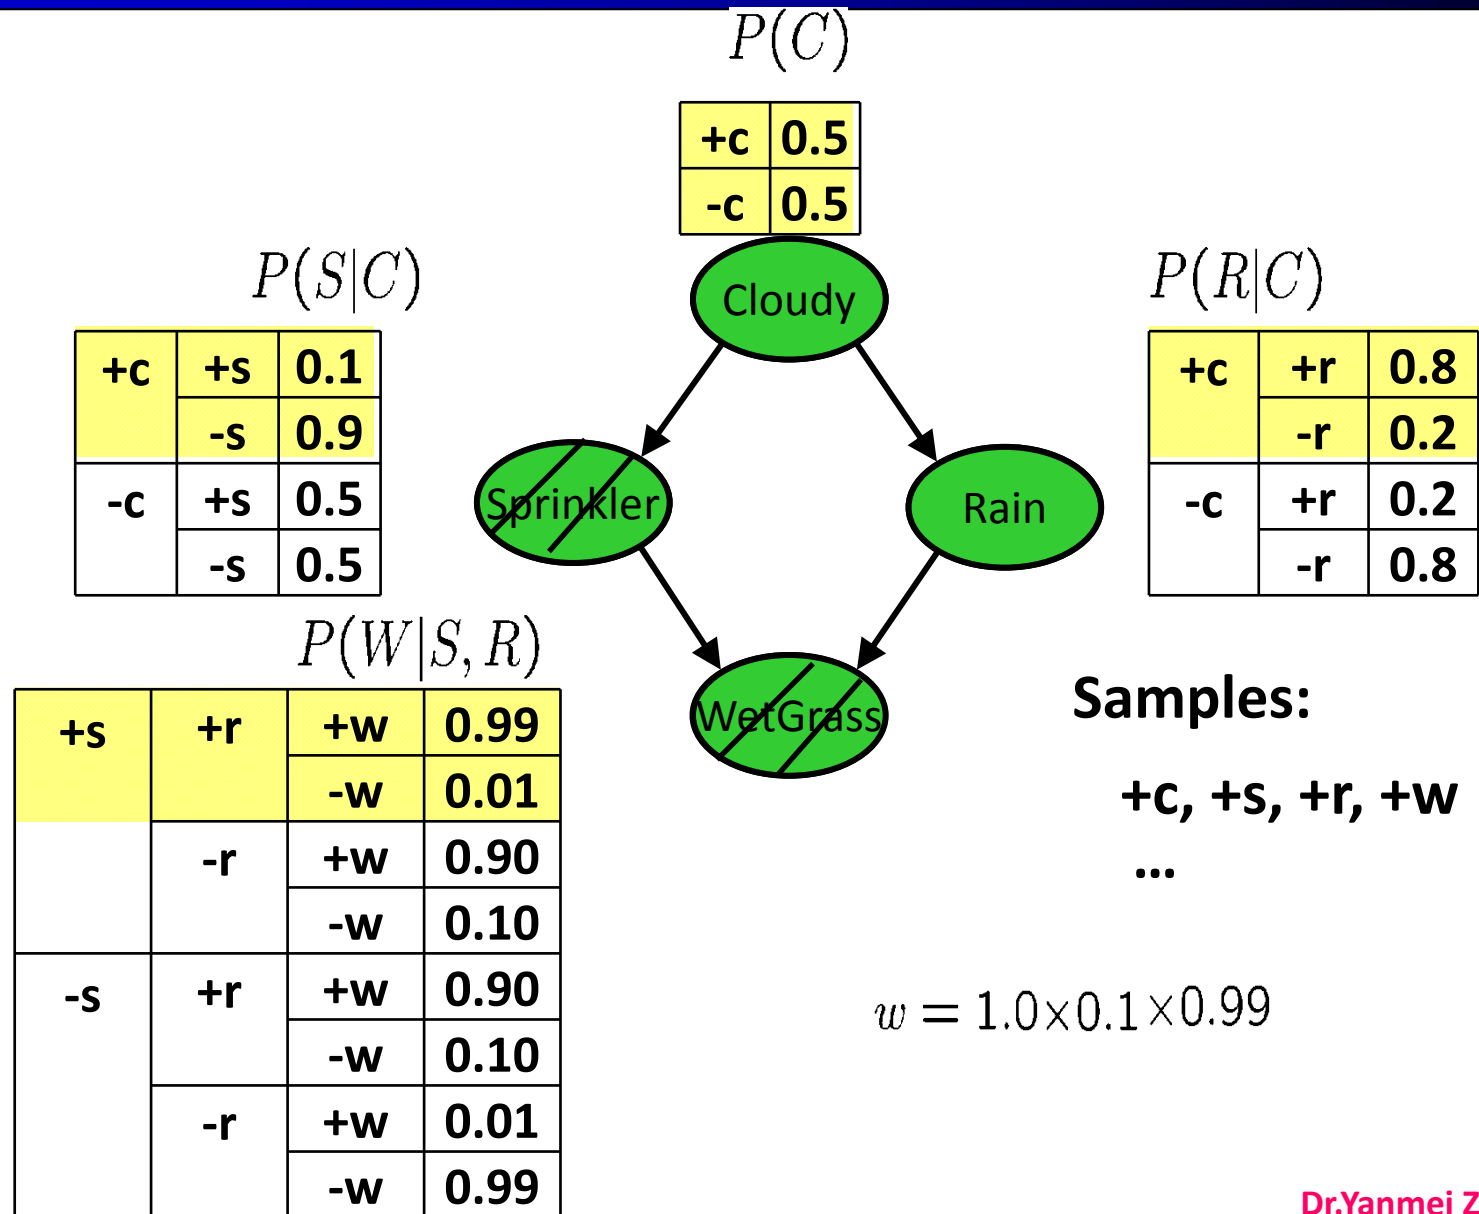 P(C)
+c 0.5
-c 0.5
P(S|C)
+c +s 0.1
-s 0.9
-c +s 0.5
-s 0.5
Cloudy
P(R|C)
+c +r 0.8
-r 0.2
-c +r 0.2
-r 0.8
Sprinkler
Rain
P(W|S, R)
+s +r +w 0.99
-w 0.01
-r +w 0.90
-w 0.10
-s +r +w 0.90
-w 0.10
-r +w 0.01
-w 0.99
WetGrass
Samples:
+c, +s, +r, +w
...
w = 1.0×0.1×0.99
Dr.Yanmei Z